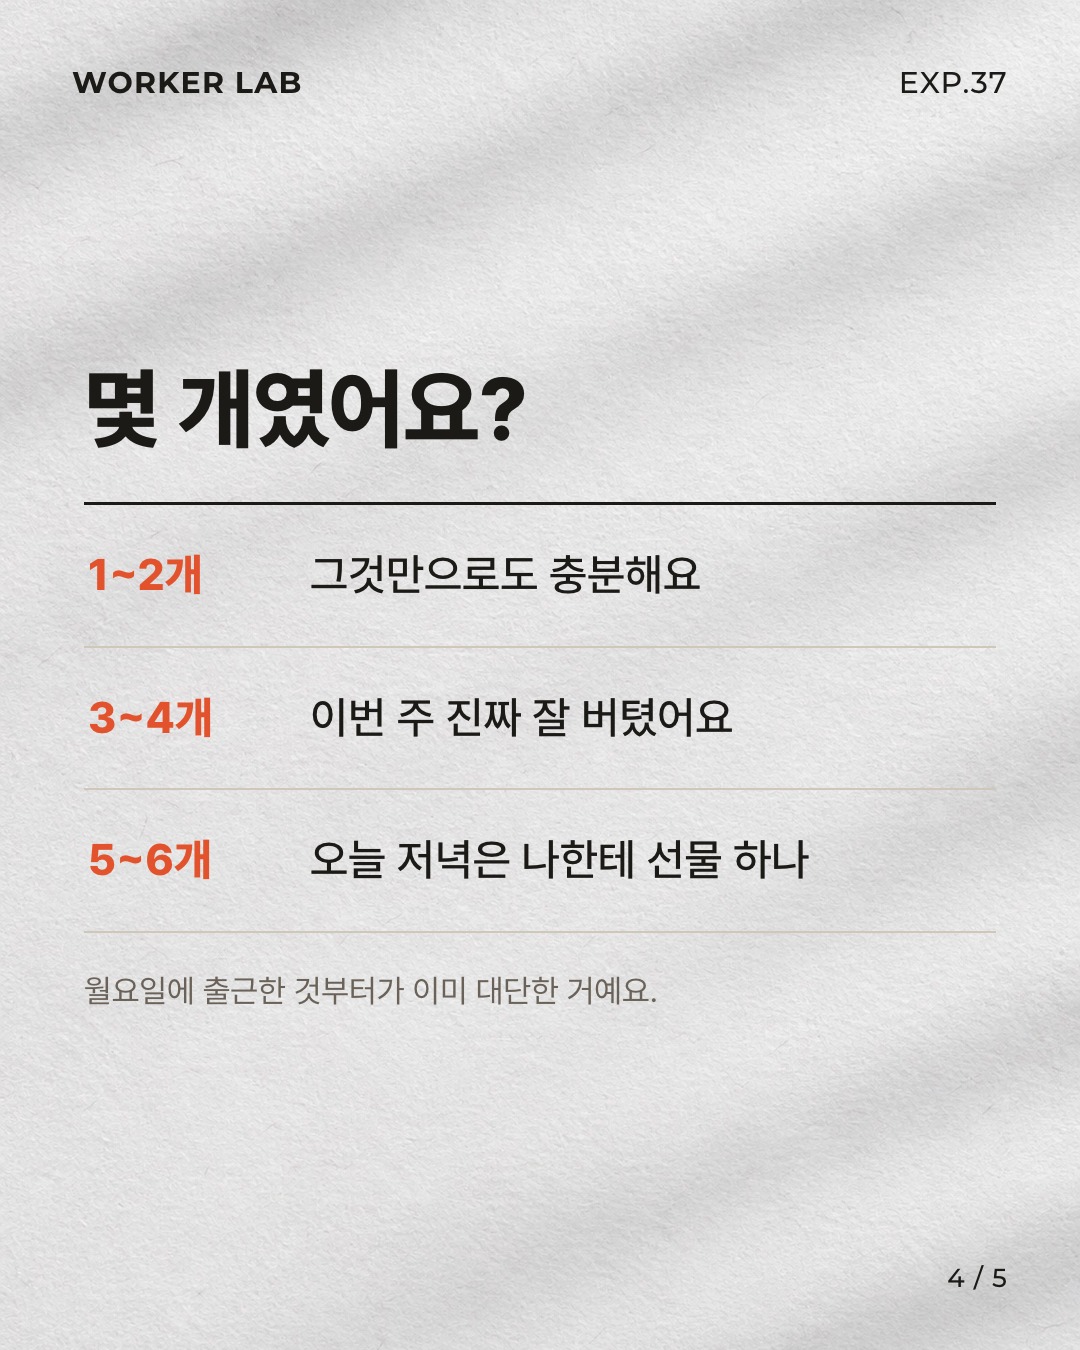 WORKER LAB
EXP.37
몇 개였어요?
1~2개 그것만으로도 충분해요
3~4개 이번 주 진짜 잘 버텼어요
5~6개 오늘 저녁은 나한테 선물 하나
월요일에 출근한 것부터가 이미 대단한 거예요.
4 / 5